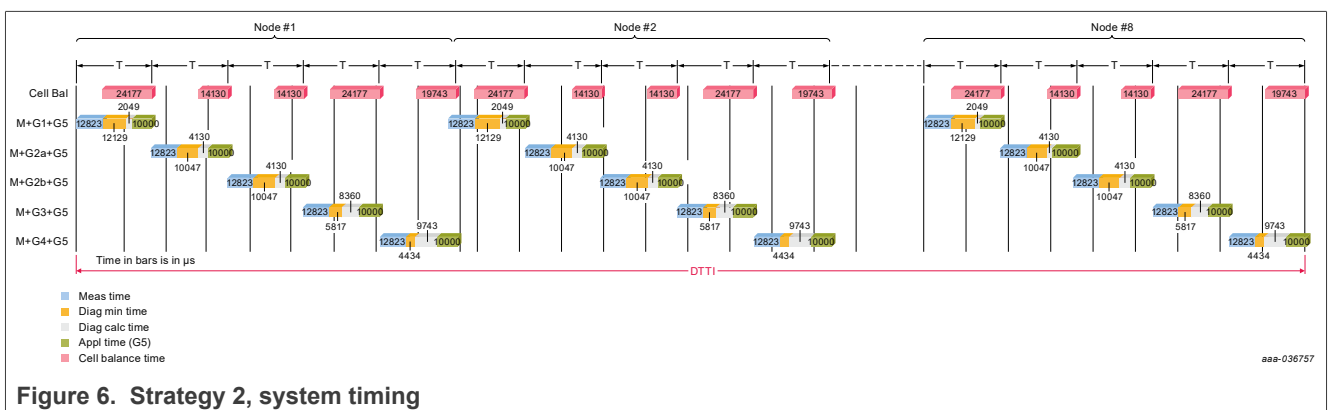 Node #1 Node #2 Node #8
T T T T T T T T T T T T T T T
Cell Bal 24177 14130 14130 24177 19743 24177 14130 14130 24177 19743 24177 14130 14130 24177 19743
2049 2049 2049
M+G1+G5 12823 10000 12823 10000 12823 10000
12129 4130 12129 4130 12129 4130
M+G2a+G5 12823 10000 12823 10000 12823 10000
10047 4130 10047 4130 10047 4130
M+G2b+G5 12823 10000 12823 10000 12823 10000
10047 8360 10047 8360 10047 8360
M+G3+G5 12823 10000 12823 10000 12823 10000
5817 9743 5817 9743 5817 9743
M+G4+G5 12823 10000 12823 10000 12823 10000
4434 4434 4434
Time in bars is in µs
DTTI
Meas time
Diag min time
Diag calc time
Appl time (G5)
Cell balance time
aaa-036757
Figure 6. Strategy 2, system timing